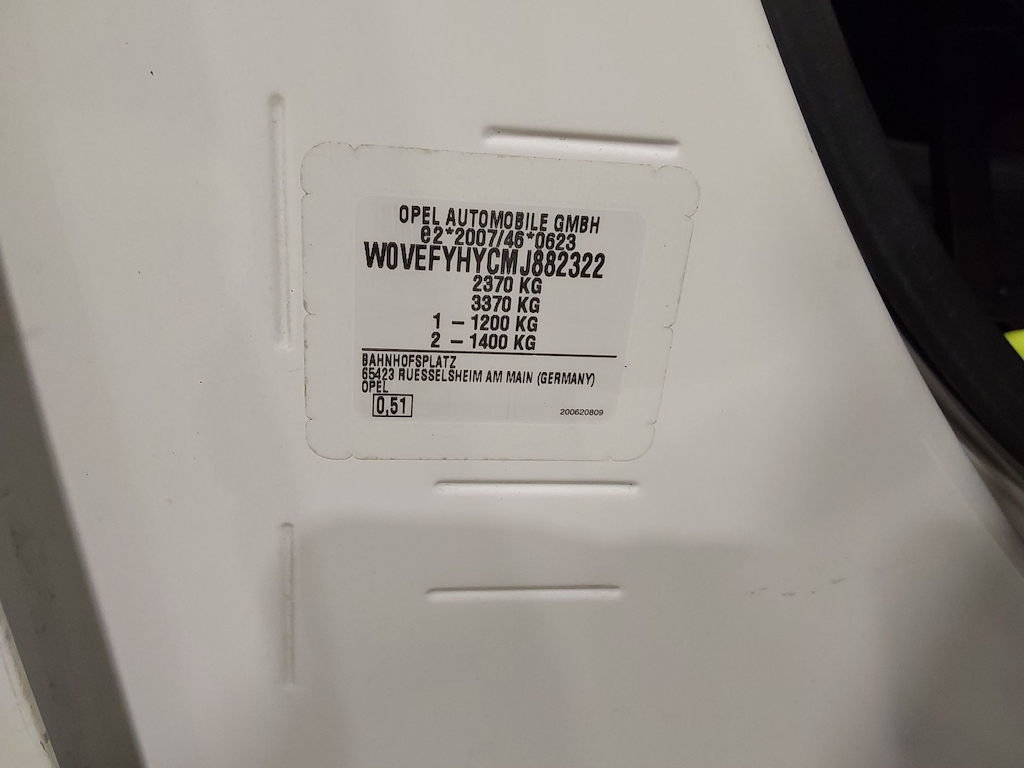 OPEL AUTOMOBILE GMBH
e2*2007/46*0623
W0VEFYHYCMJ882322
2370 KG
3370 KG
1 – 1200 KG
2 – 1400 KG
BAHNHOFSPLATZ
65423 RUESSELSHEIM AM MAIN (GERMANY)
OPEL
0,51
200620809